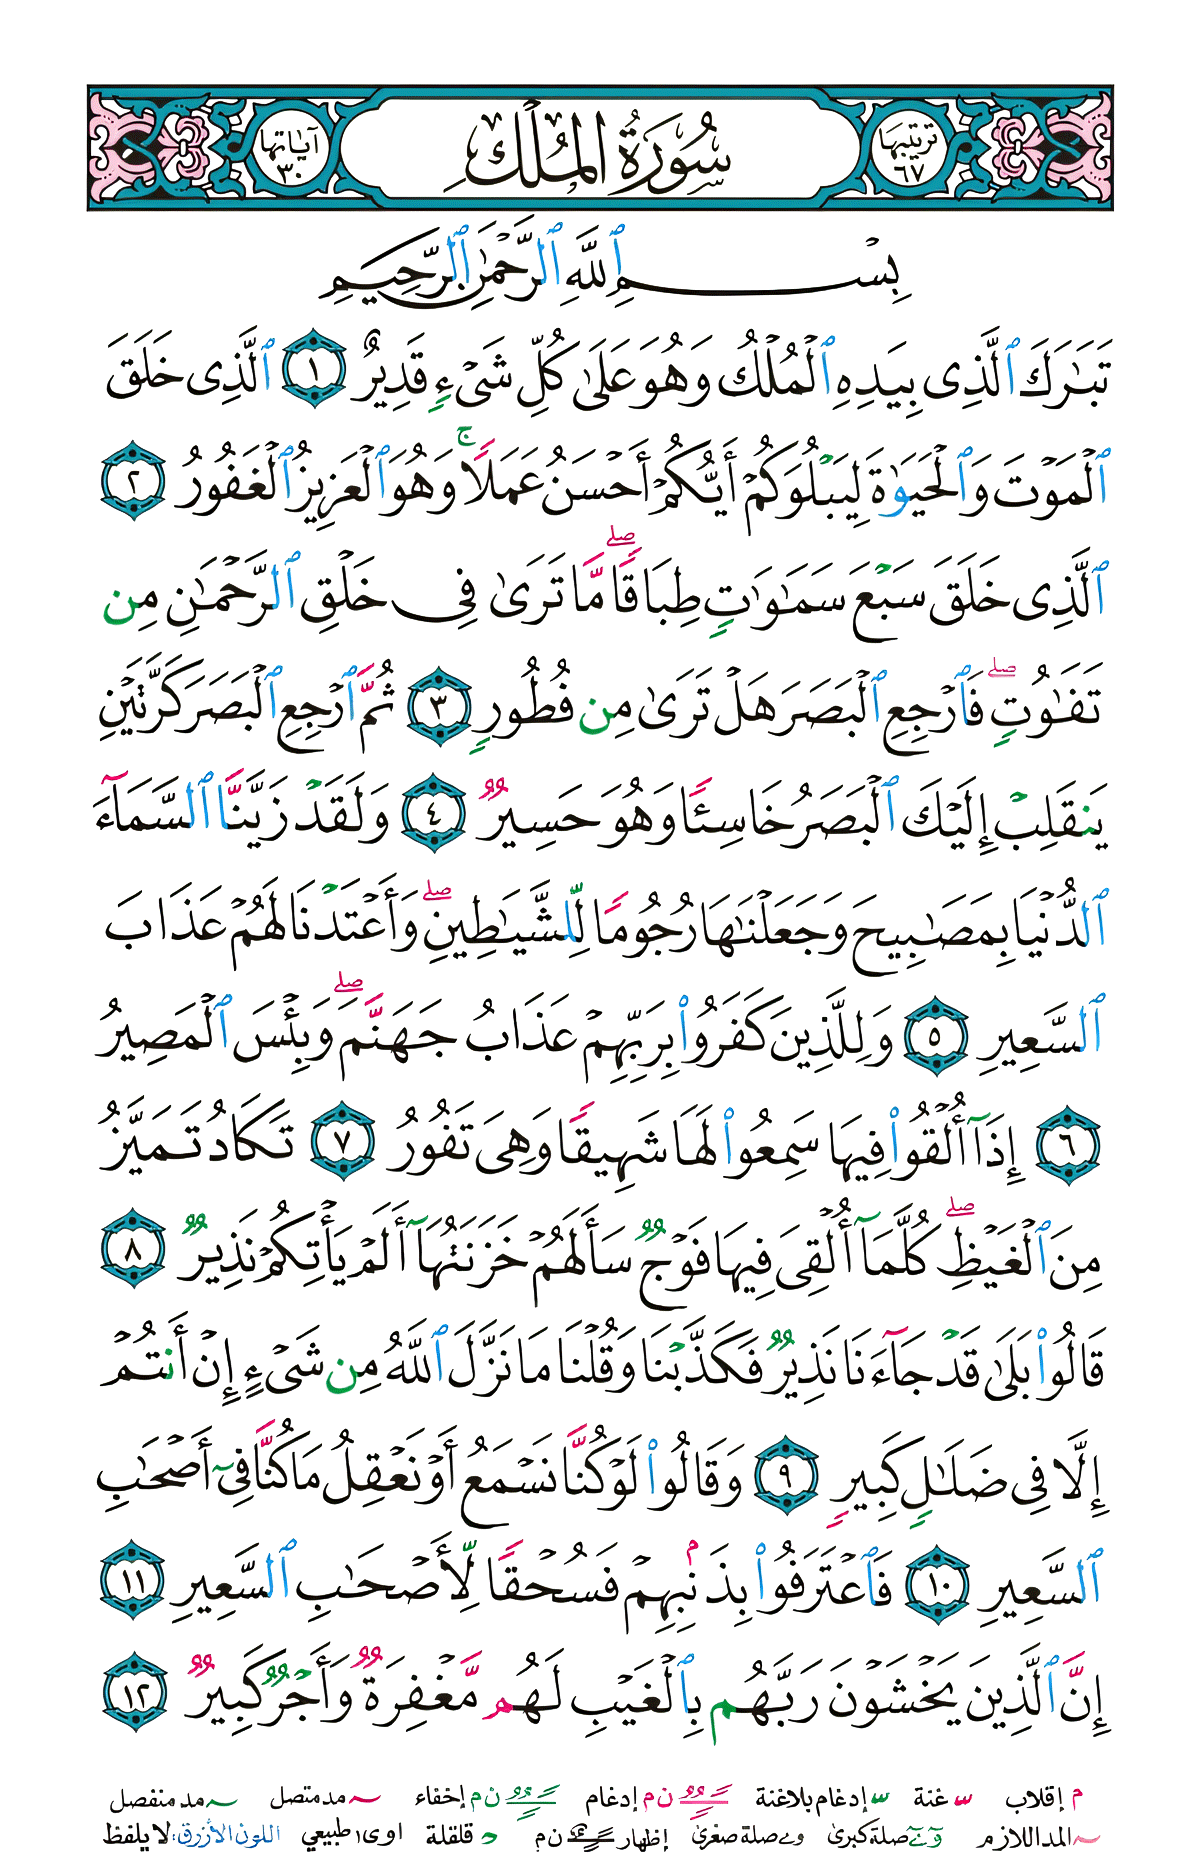 ترتيبها ٦٧ سُورَةُ المُلْكِ آياتها ٣٠
بِسْمِ ٱللَّهِ ٱلرَّحْمَٰنِ ٱلرَّحِيمِ
تَبَٰرَكَ ٱلَّذِى بِيَدِهِ ٱلْمُلْكُ وَهُوَ عَلَىٰ كُلِّ شَىْءٍ قَدِيرٌ ١ ٱلَّذِى خَلَقَ
ٱلْمَوْتَ وَٱلْحَيَوٰةَ لِيَبْلُوَكُمْ أَيُّكُمْ أَحْسَنُ عَمَلًا ۚ وَهُوَ ٱلْعَزِيزُ ٱلْغَفُورُ ٢
ٱلَّذِى خَلَقَ سَبْعَ سَمَٰوَٰتٍ طِبَاقًا ۖ مَّا تَرَىٰ فِى خَلْقِ ٱلرَّحْمَٰنِ مِن
تَفَٰوُتٍ ۖ فَٱرْجِعِ ٱلْبَصَرَ هَلْ تَرَىٰ مِن فُطُورٍ ٣ ثُمَّ ٱرْجِعِ ٱلْبَصَرَ كَرَّتَيْنِ
يَنقَلِبْ إِلَيْكَ ٱلْبَصَرُ خَاسِئًا وَهُوَ حَسِيرٌ ٤ وَلَقَدْ زَيَّنَّا ٱلسَّمَآءَ
ٱلدُّنْيَا بِمَصَٰبِيحَ وَجَعَلْنَٰهَا رُجُومًا لِّلشَّيَٰطِينِ ۖ وَأَعْتَدْنَا لَهُمْ عَذَابَ
ٱلسَّعِيرِ ٥ وَلِلَّذِينَ كَفَرُوا۟ بِرَبِّهِمْ عَذَابُ جَهَنَّمَ ۖ وَبِئْسَ ٱلْمَصِيرُ
٦ إِذَآ أُلْقُوا۟ فِيهَا سَمِعُوا۟ لَهَا شَهِيقًا وَهِىَ تَفُورُ ٧ تَكَادُ تَمَيَّزُ
مِنَ ٱلْغَيْظِ ۖ كُلَّمَآ أُلْقِىَ فِيهَا فَوْجٌ سَأَلَهُمْ خَزَنَتُهَآ أَلَمْ يَأْتِكُمْ نَذِيرٌ ٨
قَالُوا۟ بَلَىٰ قَدْ جَآءَنَا نَذِيرٌ فَكَذَّبْنَا وَقُلْنَا مَا نَزَّلَ ٱللَّهُ مِن شَىْءٍ إِنْ أَنتُمْ
إِلَّا فِى ضَلَٰلٍ كَبِيرٍ ٩ وَقَالُوا۟ لَوْ كُنَّا نَسْمَعُ أَوْ نَعْقِلُ مَا كُنَّا فِىٓ أَصْحَٰبِ
ٱلسَّعِيرِ ١٠ فَٱعْتَرَفُوا۟ بِذَنۢبِهِمْ فَسُحْقًا لِّأَصْحَٰبِ ٱلسَّعِيرِ ١١
إِنَّ ٱلَّذِينَ يَخْشَوْنَ رَبَّهُم بِٱلْغَيْبِ لَهُم مَّغْفِرَةٌ وَأَجْرٌ كَبِيرٌ ١٢
م إقلاب غنة إدغام بلاغنة ن م إدغام ن م إخفاء مد متصل مد منفصل
المد اللازم صلة كبرى صلة صغرى إظهار ن م قلقلة اوى طبيعي اللون الأزرق: لا يلفظ